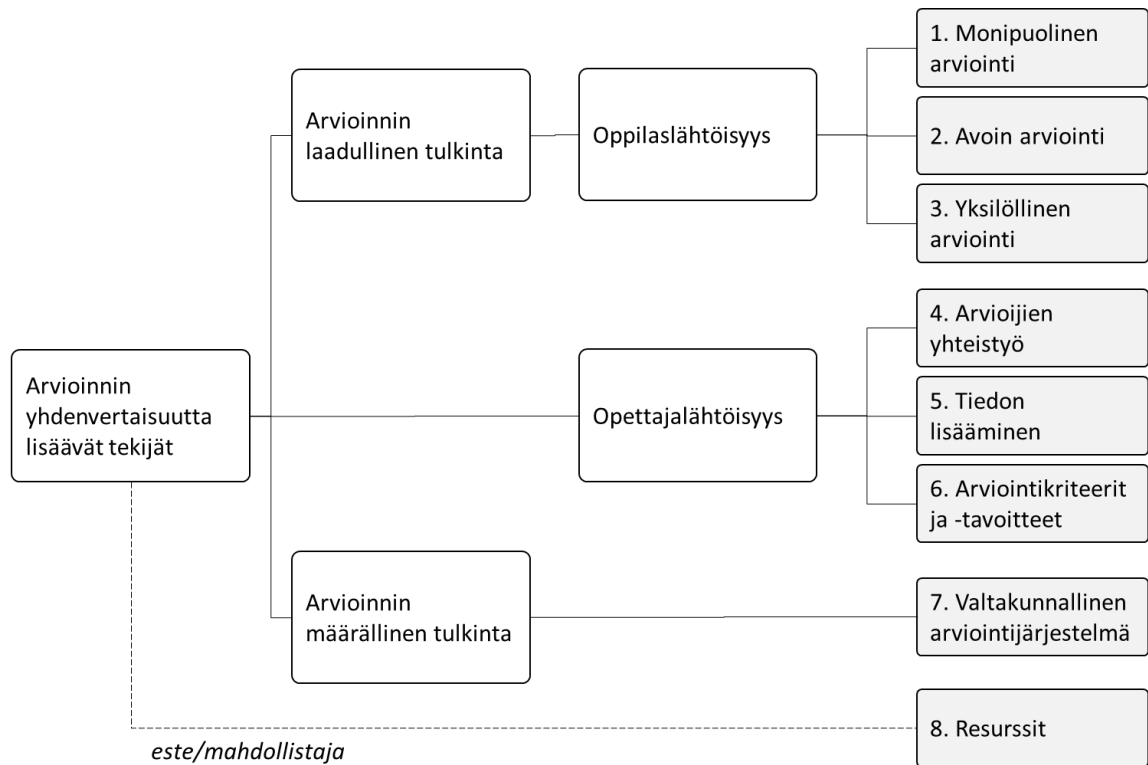 1. Monipuolinen
arviointi
Arvioinnin
laadullinen tulkinta
Oppilaslähtöisyys
2. Avoin arviointi
3. Yksilöllinen
arviointi
4. Arvioijien
yhteistyö
Arvioinnin
yhdenvertaisuutta
lisäävät tekijät
Opettajalähtöisyys
5. Tiedon
lisääminen
6. Arviointikriteerit
ja -tavoitteet
Arvioinnin
määrällinen tulkinta
7. Valtakunnallinen
arviointijärjestelmä
8. Resurssit
este/mahdollistaja